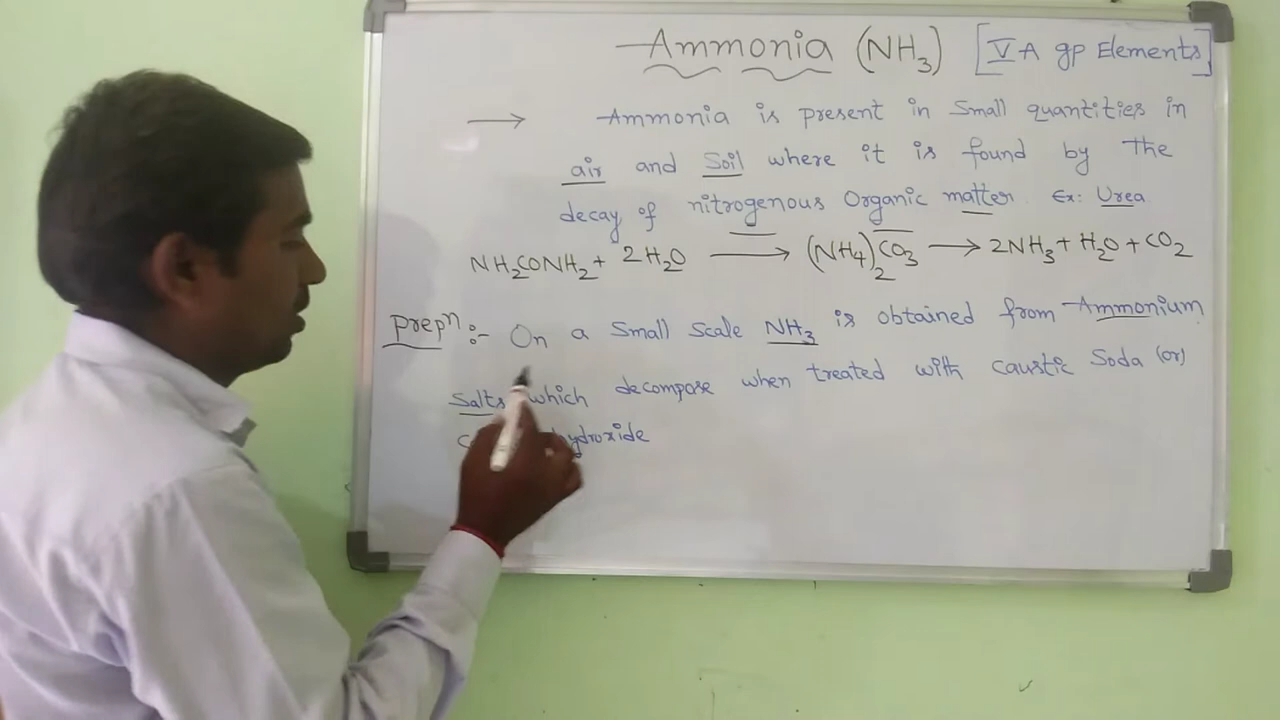 Ammonia (NH3) [V A gp Elements]
→ Ammonia is present in Small quantities in
air and Soil where it is found by the
decay of nitrogenous Organic matter. Ex: Urea
NH2CONH2 + 2H2O → (NH4)2CO3 → 2NH3 + H2O + CO2
Prepn :- On a Small Scale NH3 is obtained from Ammonium
Salts which decompose when treated with caustic Soda (or)
hydroxide